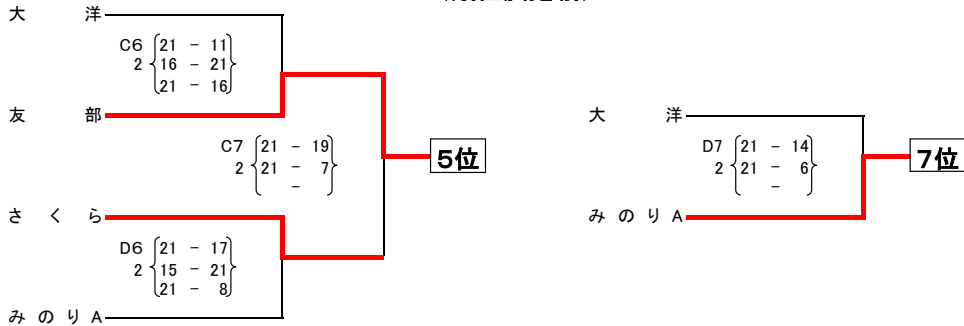 大 洋
C6 21 - 11
2 16 - 21
21 - 16
友 部
C7 21 - 19
2 21 - 7
-
5位
さ く ら
D6 21 - 17
2 15 - 21
21 - 8
み の り A
大 洋
D7 21 - 14
2 21 - 6
-
7位
み の り A